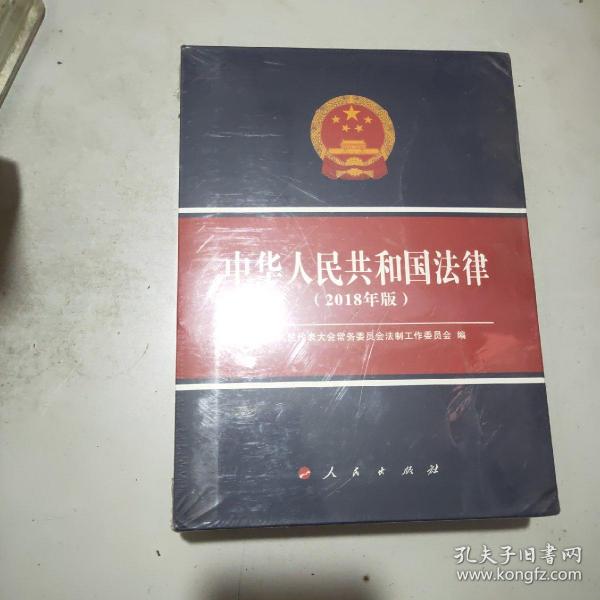 中华人民共和国法律
(2018年版)
人民代表大会常务委员会法制工作委员会 编
人民出版社
孔夫子旧书网
www.kongfz.com